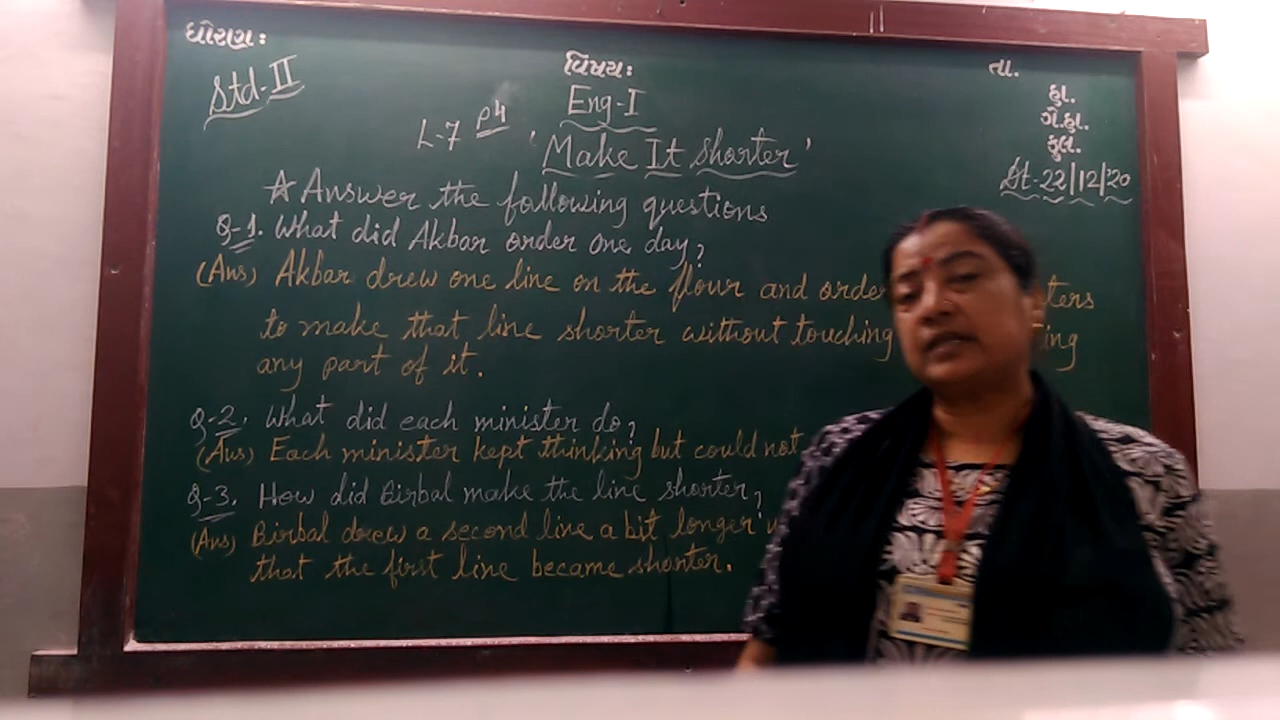 ધોરણ:
Std-II
વિષય:
Eng-I
તા.
હા.
ગે.હા.
કુલ.
Dt-22/12/'20
L-7 P4 'Make It Shorter'
☆ Answer the following questions
Q-1. What did Akbar order one day?
(Ans) Akbar drew one line on the flour and
to make that line shorter without touching
any part of it.
Q-2. What did each minister do?
(Ans) Each minister kept thinking but could not
Q-3. How did Birbal make the line shorter?
(Ans) Birbal drew a second line a bit longer
that the first line became shorter.